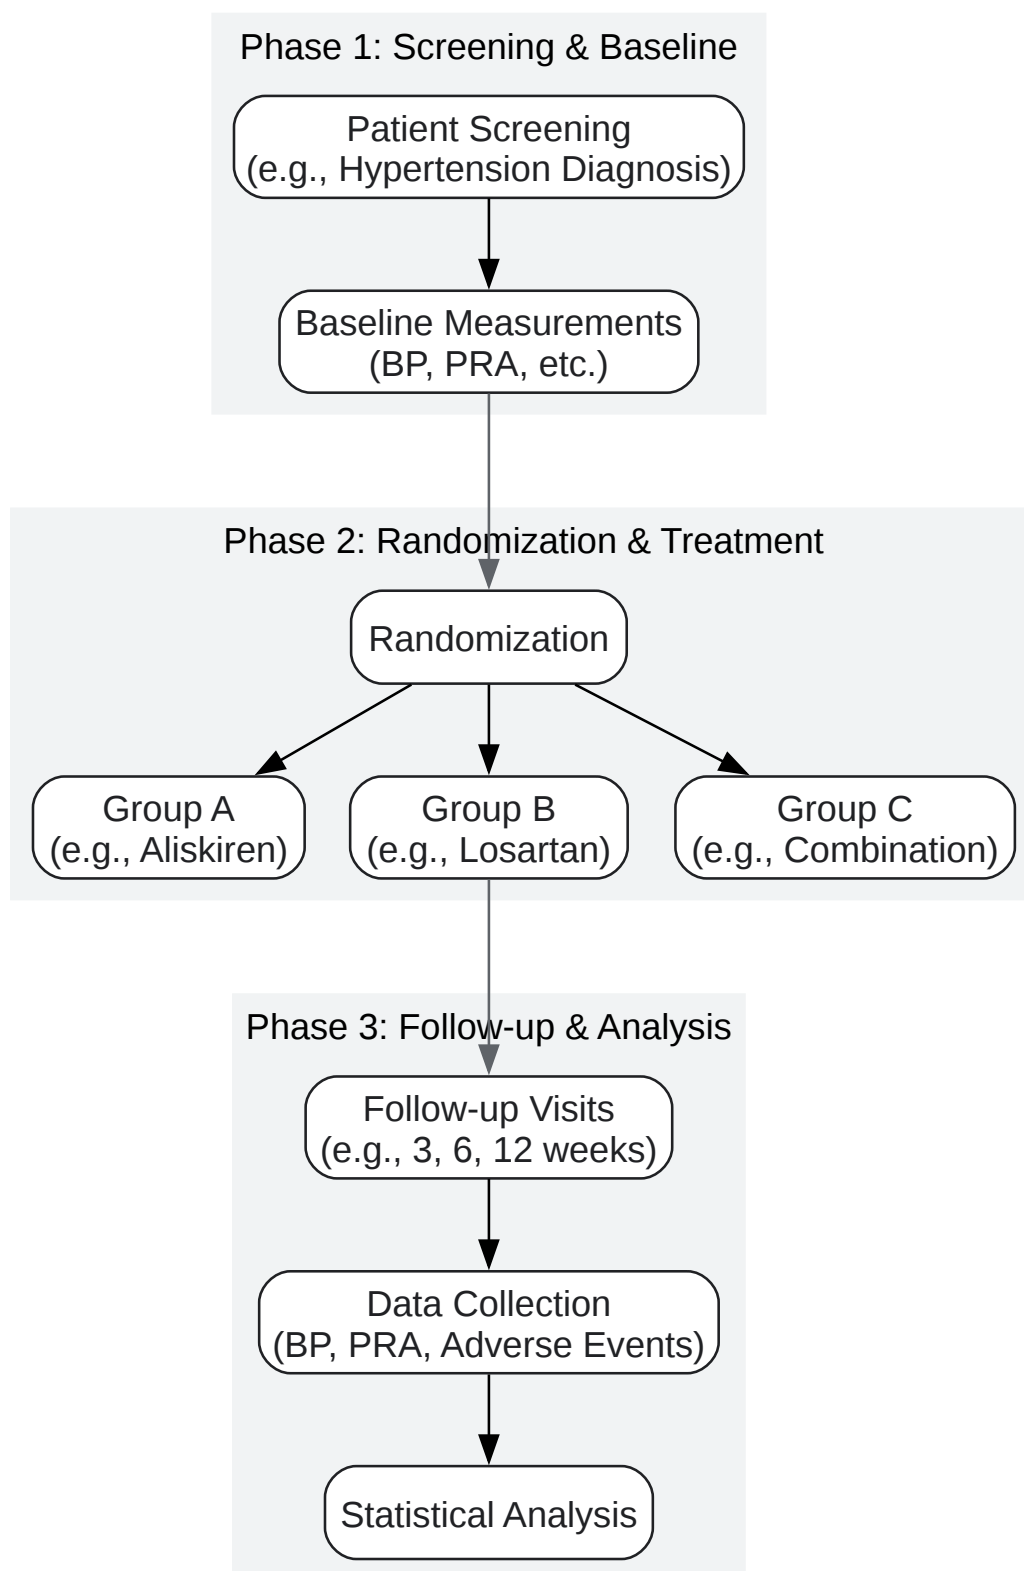 Phase 1: Screening & Baseline
Patient Screening
(e.g., Hypertension Diagnosis)
Baseline Measurements
(BP, PRA, etc.)
Phase 2: Randomization & Treatment
Randomization
Group A
(e.g., Aliskiren)
Group B
(e.g., Losartan)
Group C
(e.g., Combination)
Phase 3: Follow-up & Analysis
Follow-up Visits
(e.g., 3, 6, 12 weeks)
Data Collection
(BP, PRA, Adverse Events)
Statistical Analysis